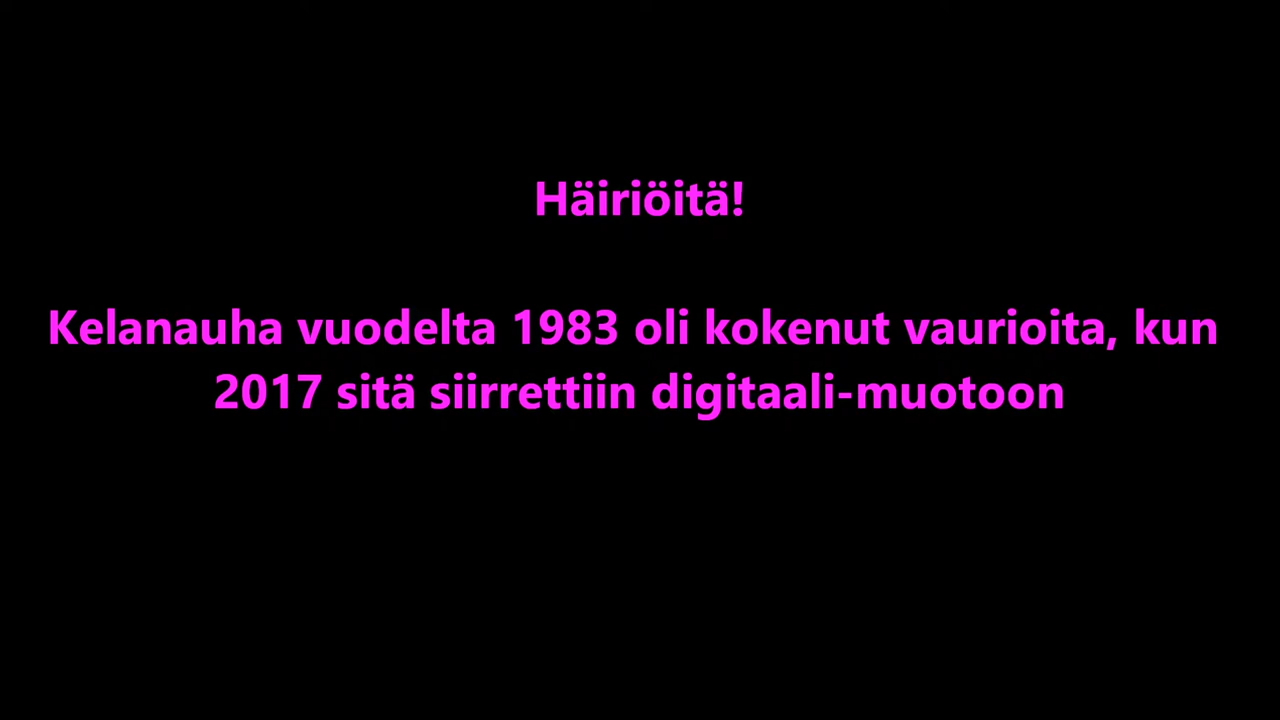 Häiriöitä!
Kelanauha vuodelta 1983 oli kokenut vaurioita, kun
2017 sitä siirrettiin digitaali-muotoon